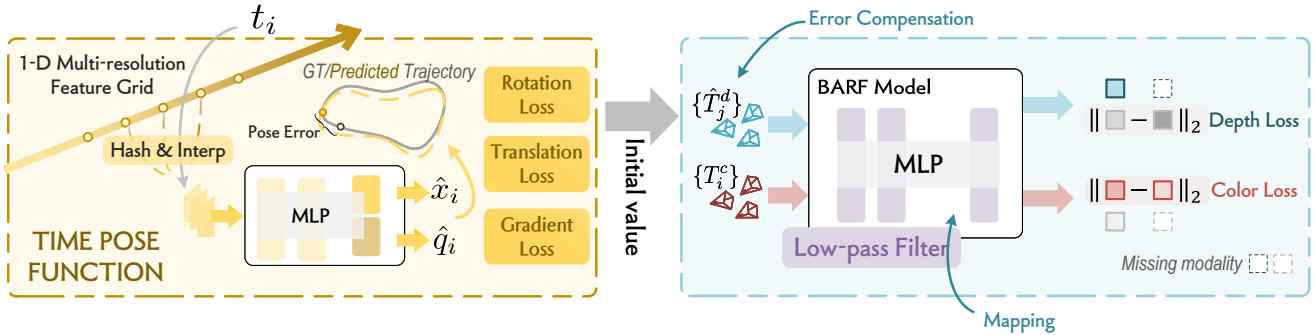 t_i
1-D Multi-resolution
Feature Grid
Hash & Interp
GT/Predicted Trajectory
Pose Error
MLP
x̂_i
q̂_i
TIME POSE
FUNCTION
Rotation
Loss
Translation
Loss
Gradient
Loss
Initial value
Error Compensation
{T̂_j^d}
{T_i^c}
BARF Model
MLP
Low-pass Filter
Mapping
‖ − ‖_2 Depth Loss
‖ − ‖_2 Color Loss
Missing modality